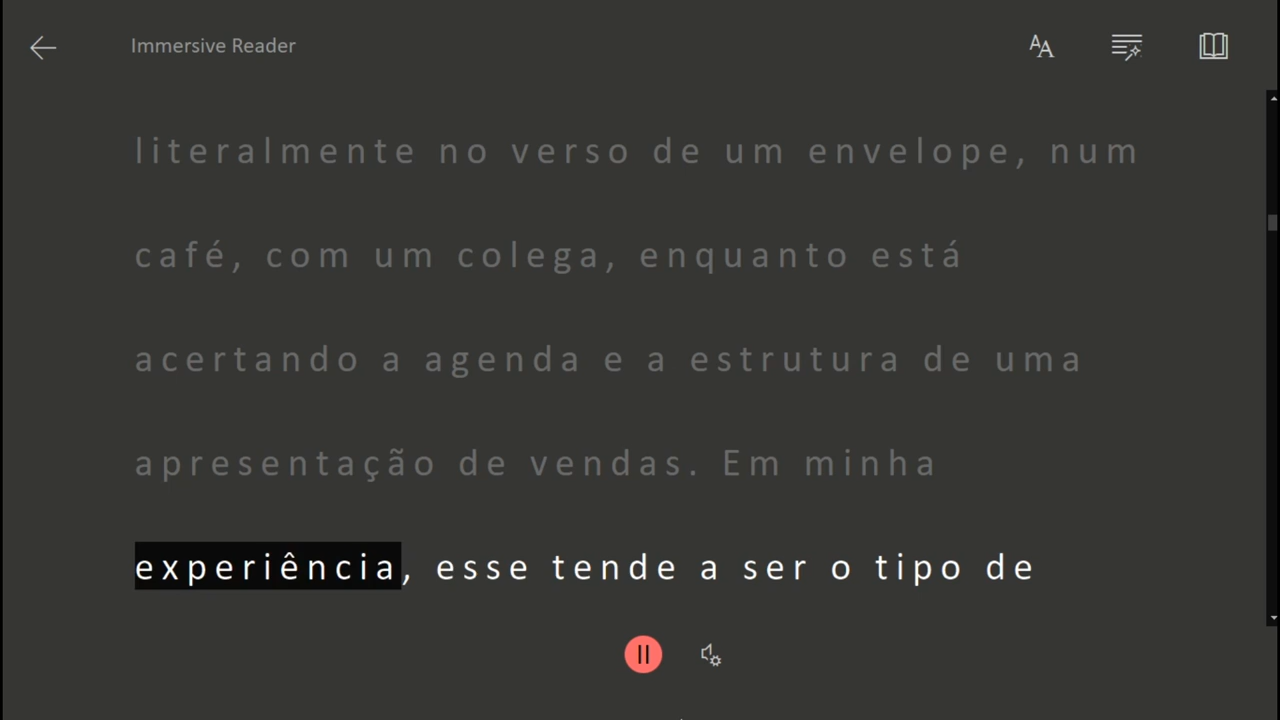 Immersive Reader
literalmente no verso de um envelope, num
café, com um colega, enquanto está
acertando a agenda e a estrutura de uma
apresentação de vendas. Em minha
experiência, esse tende a ser o tipo de